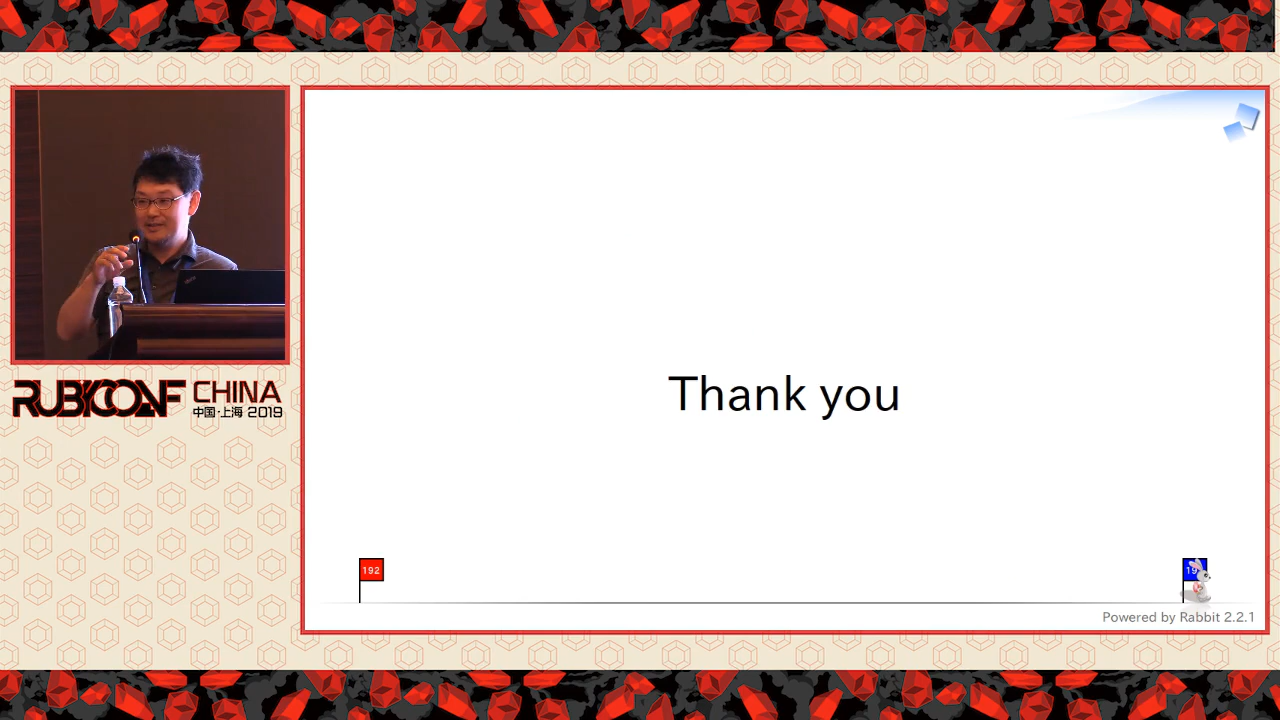 RUBYCONF CHINA
中国·上海 2019
Thank you
192
Powered by Rabbit 2.2.1